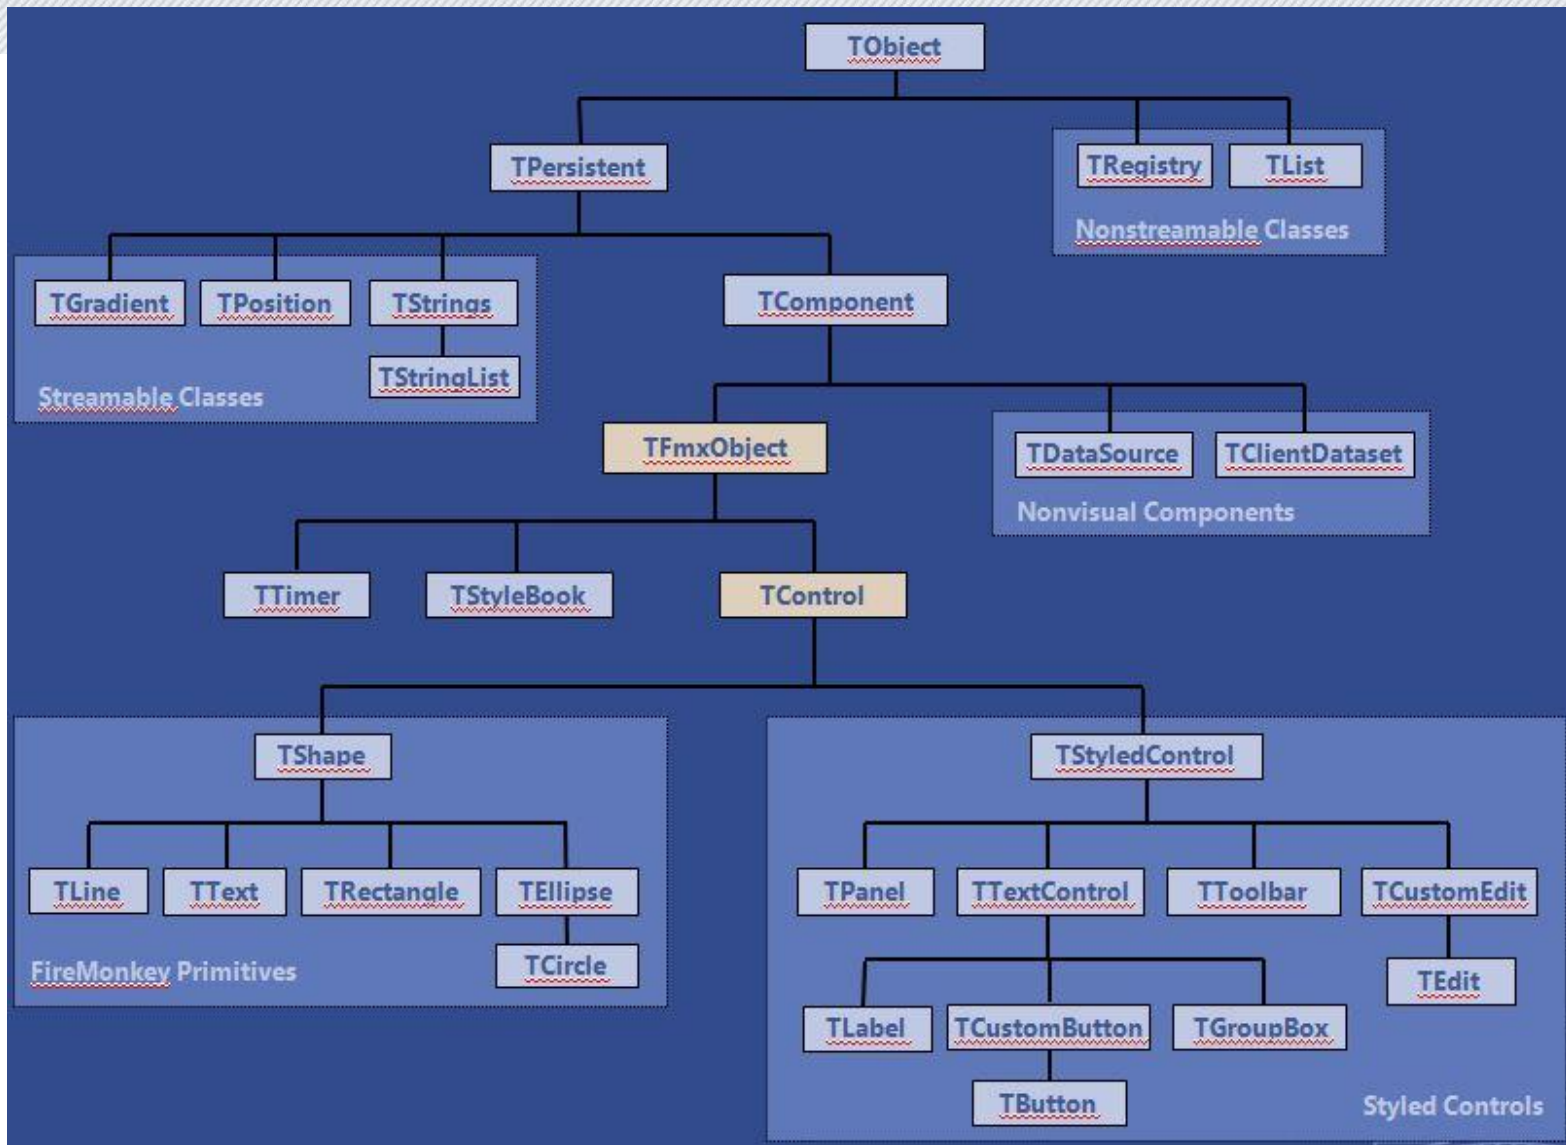 TObject
TPersistent
TRegistry
TList
Nonstreamable Classes
TGradient
TPosition
TStrings
TComponent
TStringList
Streamable Classes
TFmxObject
TDataSource
TClientDataset
Nonvisual Components
TTimer
TStyleBook
TControl
TShape
TStyledControl
TLine
TText
TRectangle
TEllipse
TPanel
TTextControl
TToolbar
TCustomEdit
FireMonkey Primitives
TCircle
TEdit
TLabel
TCustomButton
TGroupBox
TButton
Styled Controls